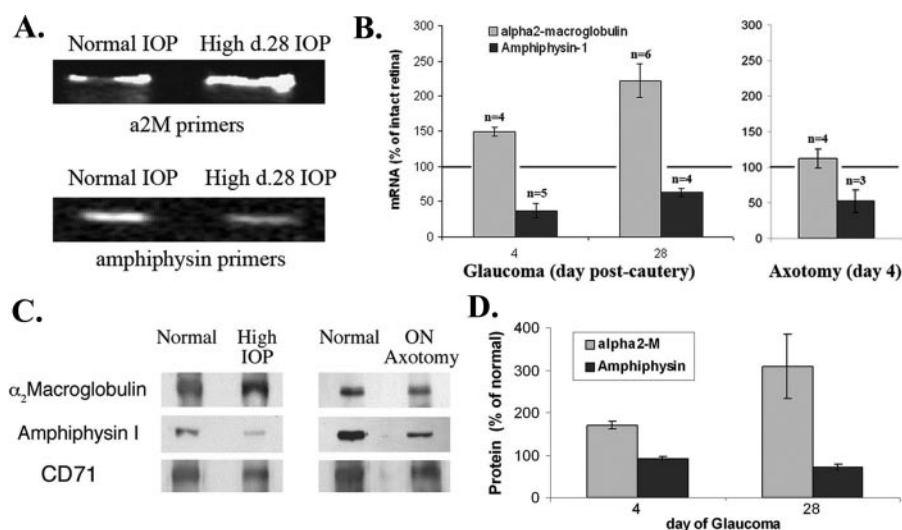 A.
Normal IOP High d.28 IOP
a2M primers
Normal IOP High d.28 IOP
amphiphysin primers
B.
alpha2-macroglobulin
Amphiphysin-1
mRNA (% of intact retina)
300
250
200
150
100
50
0
n=4
n=5
n=6
n=4
4 28
Glaucoma (day post-cautery)
300
250
200
150
100
50
0
n=4
n=3
Axotomy (day 4)
C.
Normal High IOP
Normal ON Axotomy
α2Macroglobulin
Amphiphysin I
CD71
D.
alpha2-M
Amphiphysin
Protein (% of normal)
400
300
200
100
0
4 28
day of Glaucoma